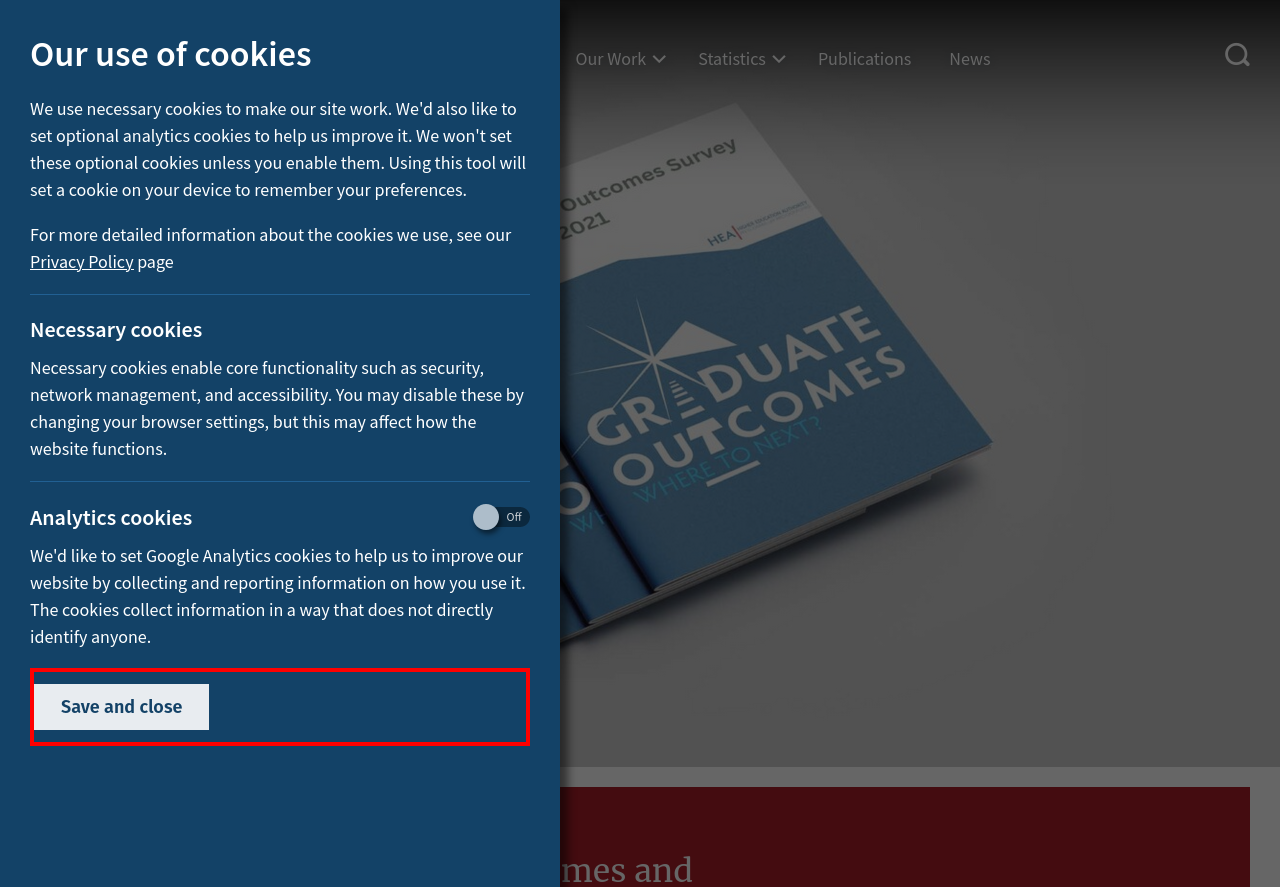 Our use of cookies
We use necessary cookies to make our site work. We'd also like to
set optional analytics cookies to help us improve it. We won't set
these optional cookies unless you enable them. Using this tool will
set a cookie on your device to remember your preferences.
For more detailed information about the cookies we use, see our
Privacy Policy page
Necessary cookies
Necessary cookies enable core functionality such as security,
network management, and accessibility. You may disable these by
changing your browser settings, but this may affect how the
website functions.
Analytics cookies
Off
We'd like to set Google Analytics cookies to help us to improve our
website by collecting and reporting information on how you use it.
The cookies collect information in a way that does not directly
identify anyone.
Save and close
Our Work
Statistics
Publications
News
Outcomes Survey
2021
HEA
GRADUATE
OUTCOMES
WHERE TO NEXT?
mes and